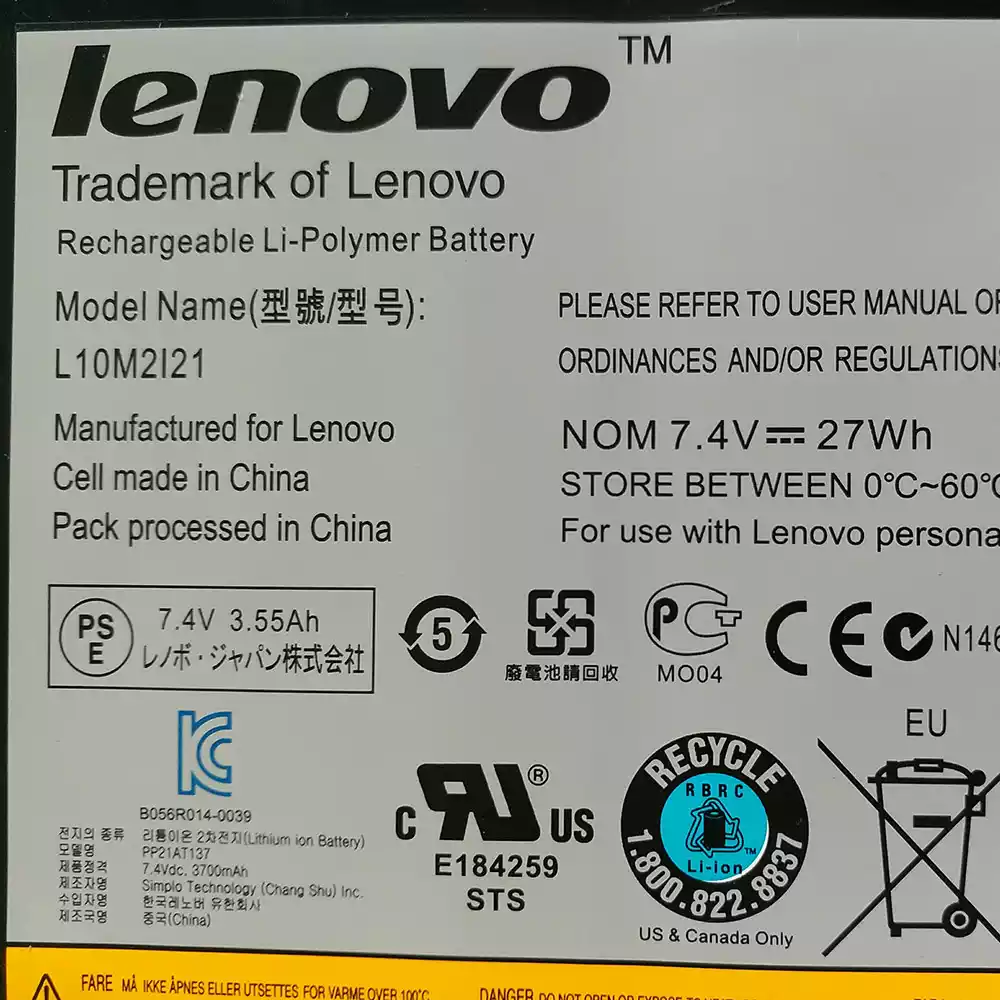 lenovo TM
Trademark of Lenovo
Rechargeable Li-Polymer Battery
Model Name(型號/型号):
L10M2I21
Manufactured for Lenovo
Cell made in China
Pack processed in China
PLEASE REFER TO USER MANUAL
ORDINANCES AND/OR REGULATIONS
NOM 7.4V⎓ 27Wh
STORE BETWEEN 0°C~60°C
For use with Lenovo persona
PS
E
7.4V 3.55Ah
レノボ・ジャパン株式会社
5
廢電池請回收
PCT
MO04
CE
N146
KC
B056R014-0039
전지의 종류 리튬이온 2차전지(Lithium ion Battery)
모델명 PP21AT137
제품정격 7.4Vdc. 3700mAh
제조자명 Simplo Technology (Chang Shu) Inc.
수입자명 한국레노버 유한회사
제조국명 중국(China)
C RU ® US
E184259
STS
RECYCLE
RBRC
TM
Li-ion
1.800.822.8837
US & Canada Only
EU
FARE MÅ IKKE ÅPNES ELLER UTSETTES FOR VARME OVER 100°C
DANGER DO NOT OPEN OR EXPOSE TO